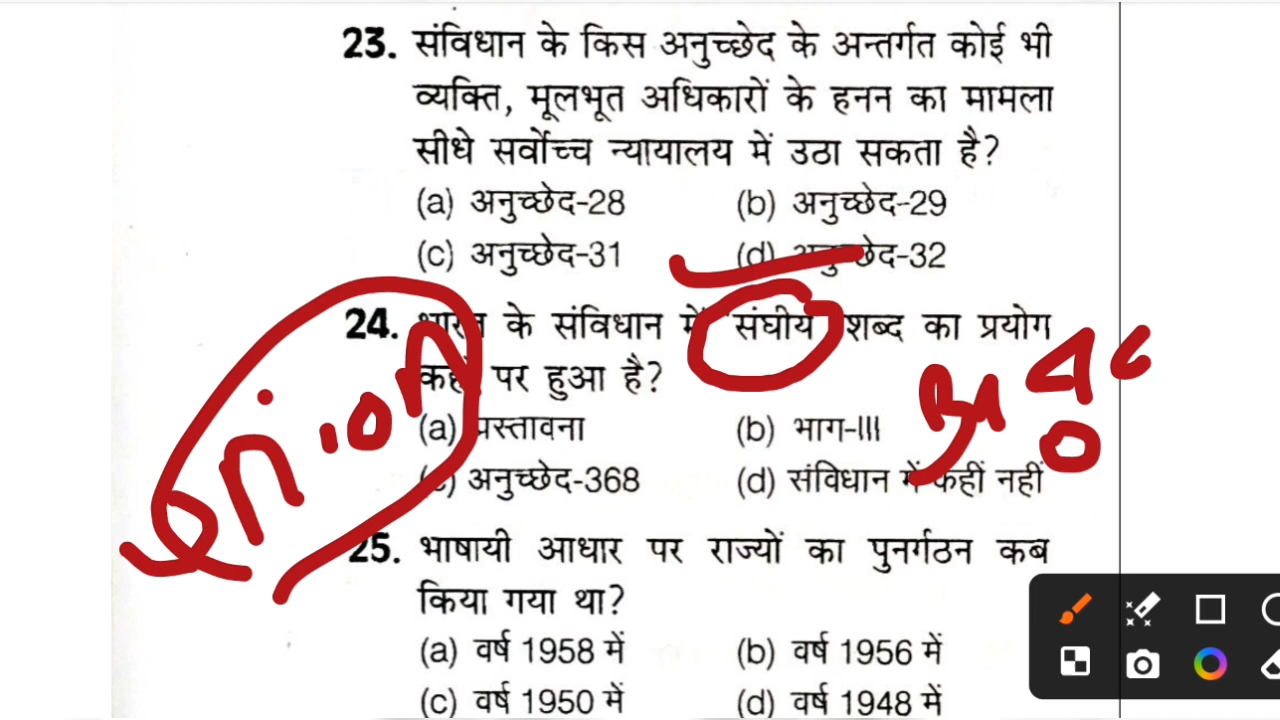 23. संविधान के किस अनुच्छेद के अन्तर्गत कोई भी
व्यक्ति, मूलभूत अधिकारों के हनन का मामला
सीधे सर्वोच्च न्यायालय में उठा सकता है?
(a) अनुच्छेद-28 (b) अनुच्छेद-29
(c) अनुच्छेद-31 (d) अनुच्छेद-32
24. भारत के संविधान में संघीय शब्द का प्रयोग
कहाँ पर हुआ है?
(a) प्रस्तावना (b) भाग-III
(c) अनुच्छेद-368 (d) संविधान में कहीं नहीं
union
25. भाषायी आधार पर राज्यों का पुनर्गठन कब
किया गया था?
(a) वर्ष 1958 में (b) वर्ष 1956 में
(c) वर्ष 1950 में (d) वर्ष 1948 में